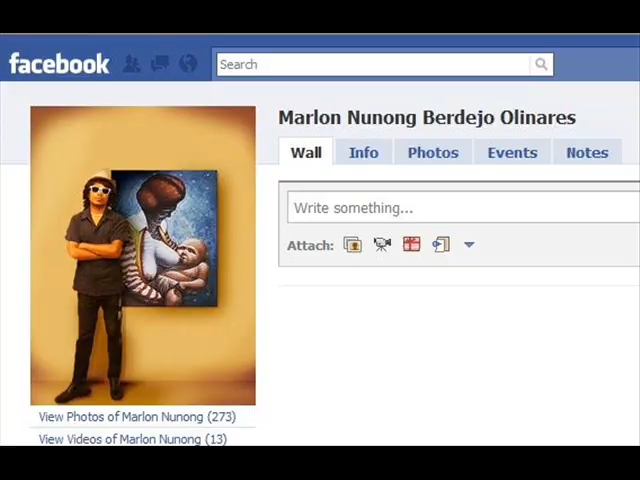 facebook
Search
Marlon Nunong Berdejo Olinares
Wall Info Photos Events Notes
Write something...
Attach:
View Photos of Marlon Nunong (273)
View Videos of Marlon Nunong (13)